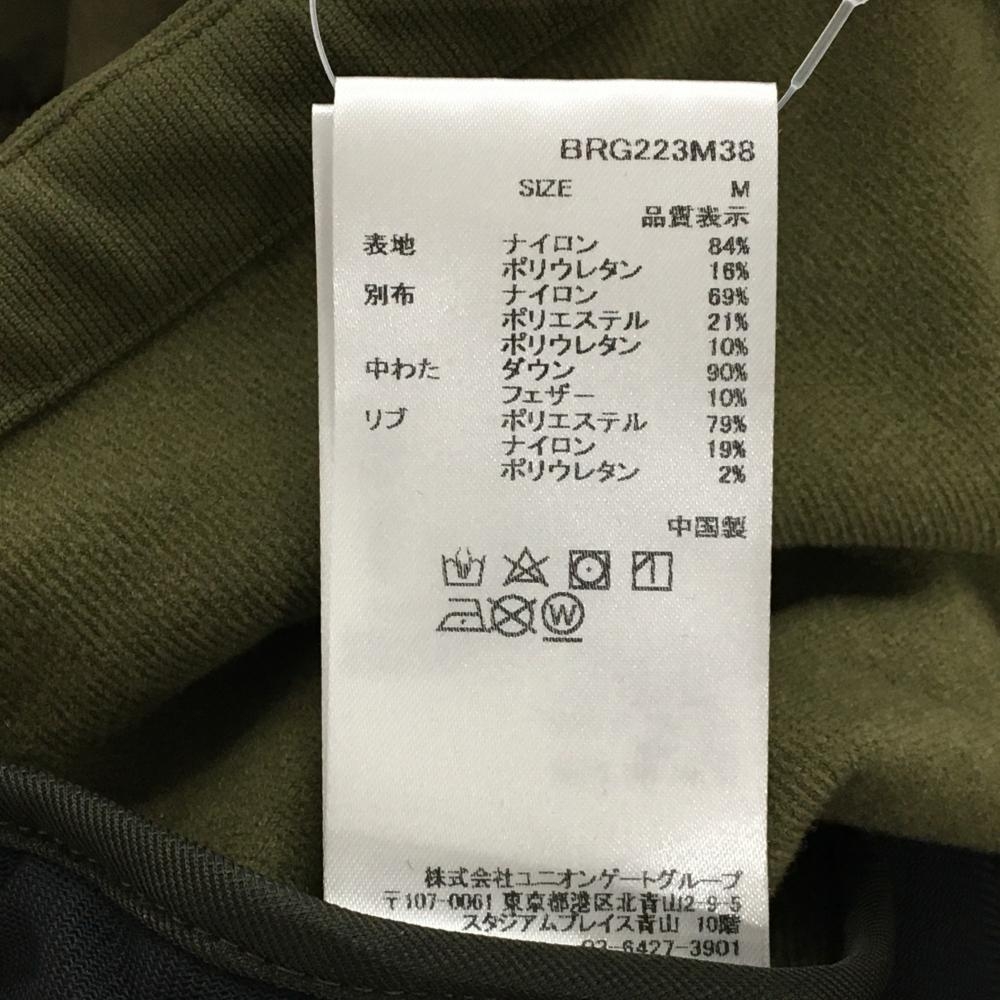 BRG223M38
SIZE M
品質表示
表地 ナイロン 84%
ポリウレタン 16%
別布 ナイロン 69%
ポリエステル 21%
ポリウレタン 10%
中わた ダウン 90%
フェザー 10%
リブ ポリエステル 79%
ナイロン 19%
ポリウレタン 2%
中国製
W
株式会社ユニオンゲートグループ
〒107-0061 東京都港区北青山2-9-5
スタジアムプレイス青山 10階
03-6427-3901